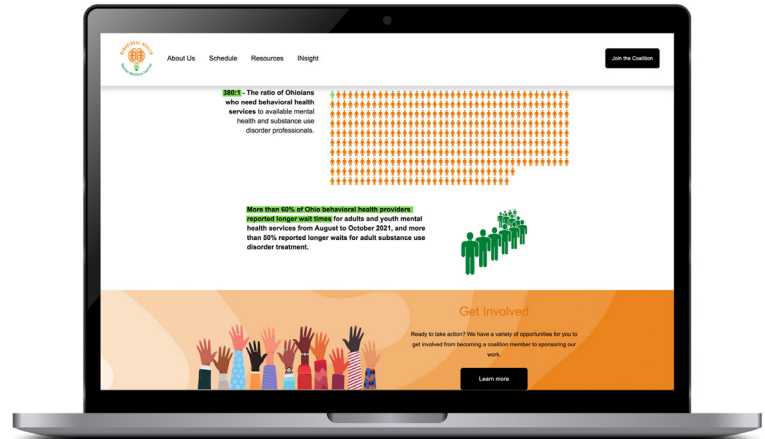 BEHAVIORAL HEALTH
About Us
Schedule
Resources
INsight
Join the Coalition
380:1 - The ratio of Ohioians
who need behavioral health
services to available mental
health and substance use
disorder professionals.
More than 60% of Ohio behavioral health providers
reported longer wait times for adults and youth mental
health services from August to October 2021, and more
than 50% reported longer waits for adult substance use
disorder treatment.
Get Involved
Ready to take action? We have a variety of opportunities for you to
get involved from becoming a coalition member to sponsoring our
work.
Learn more